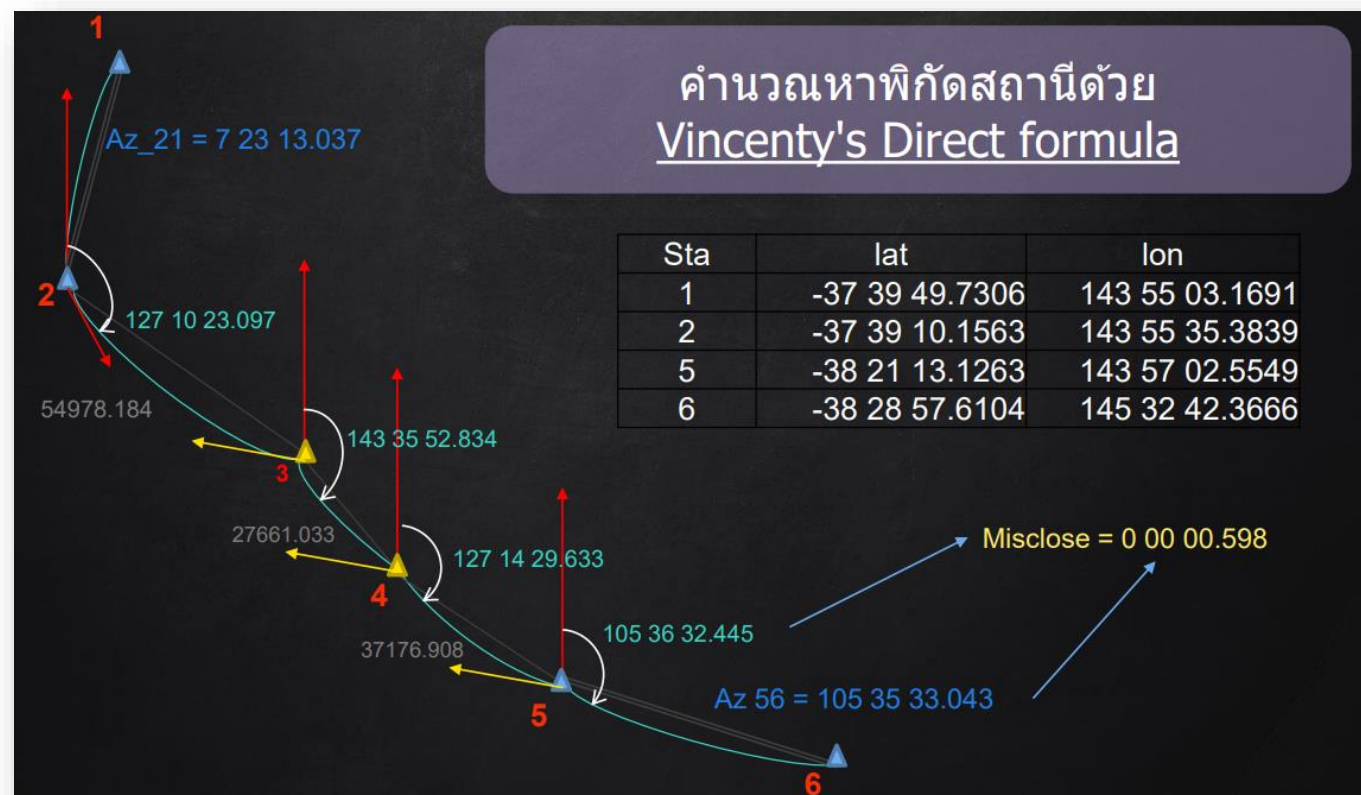 1
คำนวณหาพิกัดสถานีด้วย
Vincenty's Direct formula
Az_21 = 7 23 13.037
Sta lat lon
1 -37 39 49.7306 143 55 03.1691
2 -37 39 10.1563 143 55 35.3839
5 -38 21 13.1263 143 57 02.5549
6 -38 28 57.6104 145 32 42.3666
2
127 10 23.097
54978.184
143 35 52.834
3
27661.033
127 14 29.633
Misclose = 0 00 00.598
4
37176.908
105 36 32.445
Az 56 = 105 35 33.043
5
6